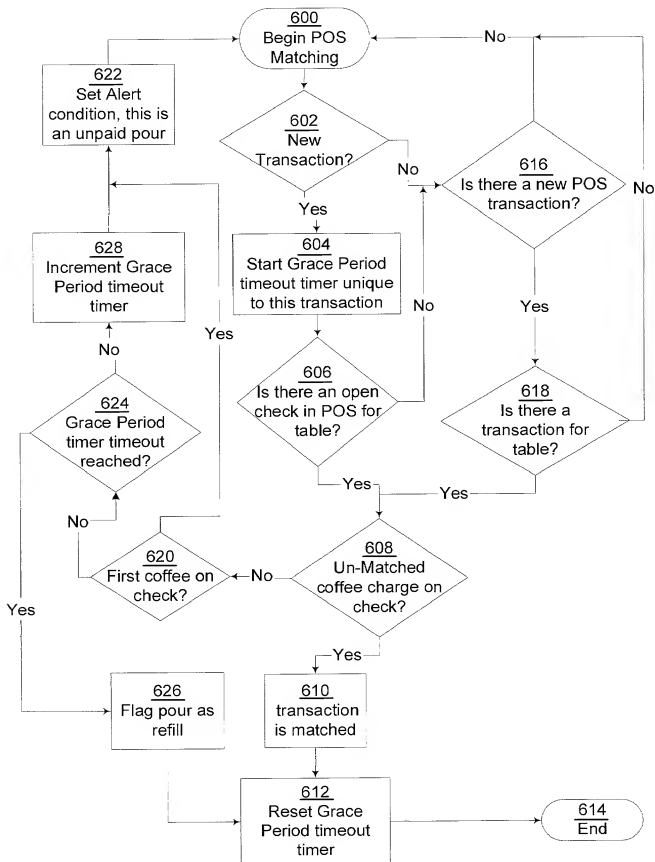 600
Begin POS
Matching
No
622
Set Alert
condition, this is
an unpaid pour
602
New
Transaction?
No
616
Is there a new POS
transaction?
No
Yes
628
Increment Grace
Period timeout
timer
604
Start Grace Period
timeout timer unique
to this transaction
No
Yes
Yes
No
606
Is there an open
check in POS for
table?
624
Grace Period
timer timeout
reached?
618
Is there a
transaction for
table?
Yes
Yes
No
608
Un-Matched
coffee charge on
check?
620
First coffee on
check?
No
Yes
Yes
626
Flag pour as
refill
610
transaction
is matched
612
Reset Grace
Period timeout
timer
614
End